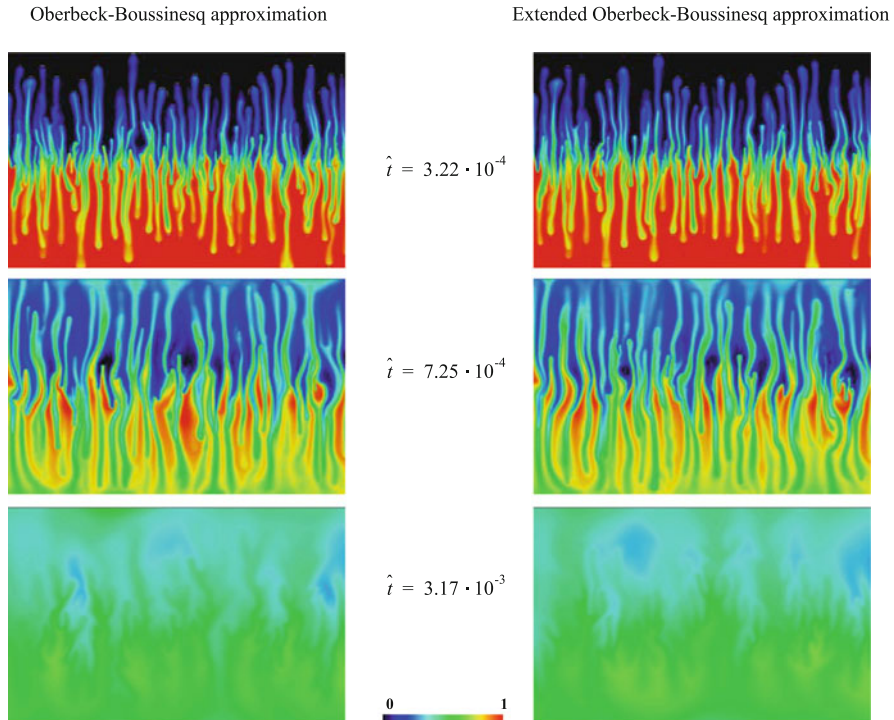 Oberbeck-Boussinesq approximation
Extended Oberbeck-Boussinesq approximation
t̂ = 3.22 · 10⁻⁴
t̂ = 7.25 · 10⁻⁴
t̂ = 3.17 · 10⁻³
0 1